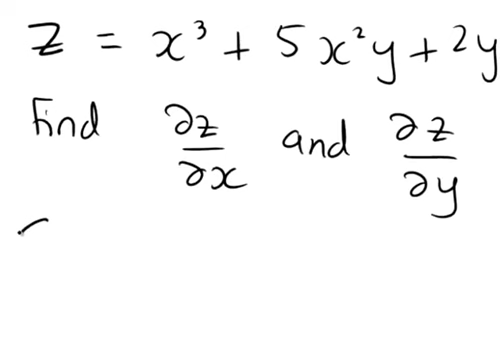 z = x³ + 5x²y + 2y
Find ∂z/∂x and ∂z/∂y